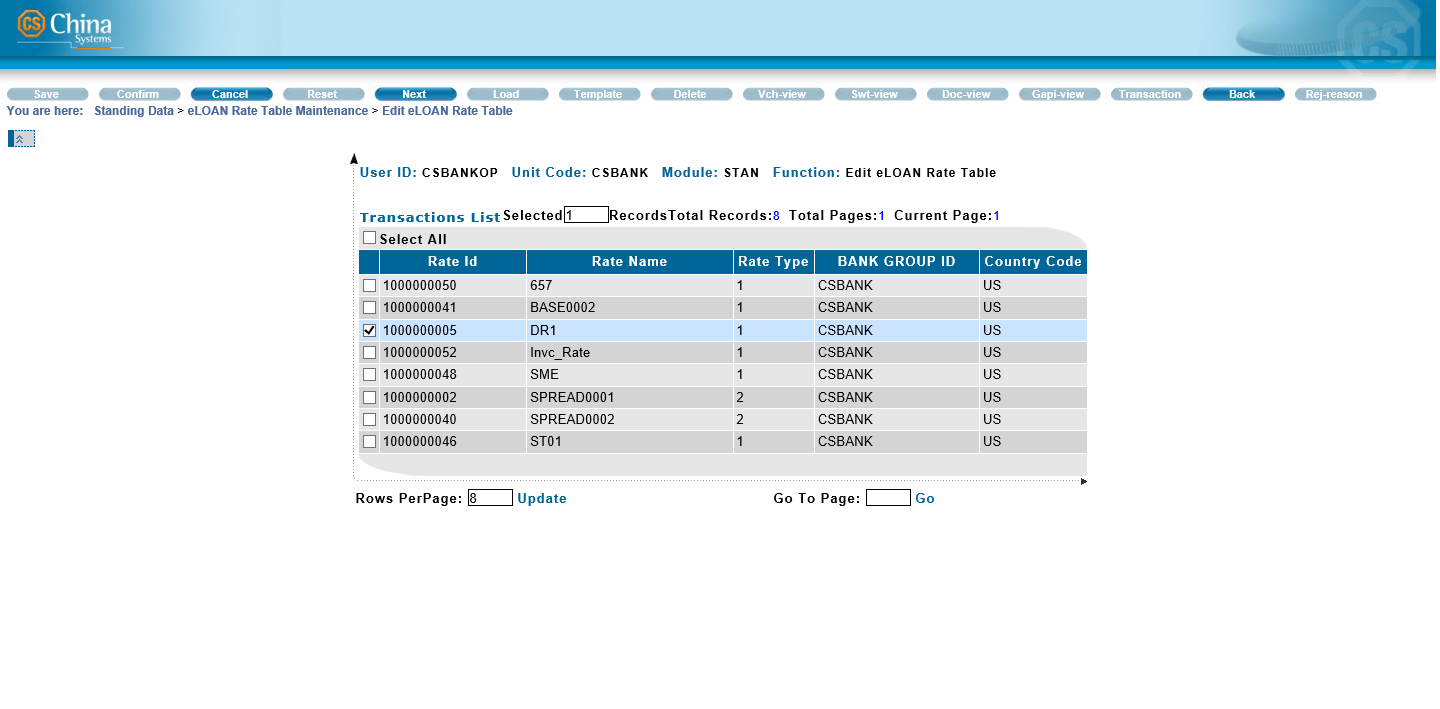 CS China Systems
CS
Save Confirm Cancel Reset Next Load Template Delete Vch-view Swt-view Doc-view Gapi-view Transaction Back Rej-reason
You are here: Standing Data > eLOAN Rate Table Maintenance > Edit eLOAN Rate Table
User ID: CSBANKOP Unit Code: CSBANK Module: STAN Function: Edit eLOAN Rate Table
Transactions List Selected 1 RecordsTotal Records:8 Total Pages:1 Current Page:1
Select All
Rate Id Rate Name Rate Type BANK GROUP ID Country Code
1000000050 657 1 CSBANK US
1000000041 BASE0002 1 CSBANK US
1000000005 DR1 1 CSBANK US
1000000052 Invc_Rate 1 CSBANK US
1000000048 SME 1 CSBANK US
1000000002 SPREAD0001 2 CSBANK US
1000000040 SPREAD0002 2 CSBANK US
1000000046 ST01 1 CSBANK US
Rows PerPage: 8 Update Go To Page: Go